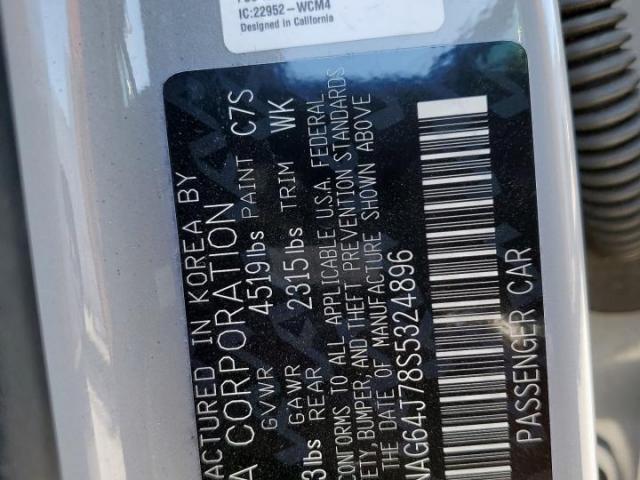 IC:22952-WCM4
Designed in California
ACTURED IN KOREA BY
A CORPORATION
GVWR 4519lbs PAINT C7S
GAWR
3lbs REAR 2315lbs TRIM WK
CONFORMS TO ALL APPLICABLE U.S.A. FEDERAL
ETY, BUMPER, AND THEFT PREVENTION STANDARDS
THE DATE OF MANUFACTURE SHOWN ABOVE
NAG64J78S5324896
PASSENGER CAR